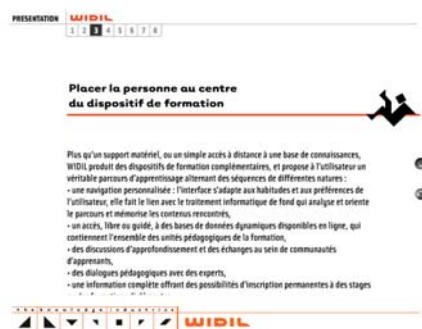 PRESENTATION WIDIL
1 2 3 4 5 6 7 8
Placer la personne au centre
du dispositif de formation
Plus qu'un support matériel, ou un simple accès à distance à une base de connaissances,
WIDIL produit des dispositifs de formation complémentaires, et propose à l'utilisateur un
véritable parcours d'apprentissage alternant des séquences de différentes natures :
- une navigation personnalisée : l'interface s'adapte aux habitudes et aux préférences de
l'utilisateur, elle fait le lien avec le traitement informatique de fond qui analyse et oriente
le parcours et mémorise les contenus rencontrés,
- un accès, libre ou guidé, à des bases de données dynamiques disponibles en ligne, qui
contiennent l'ensemble des unités pédagogiques de la formation,
- des discussions d'approfondissement et des échanges au sein de communautés
d'apprenants,
- des dialogues pédagogiques avec des experts,
- une information complète offrant des possibilités d'inscription permanentes à des stages
the knowledge industries
WIDIL